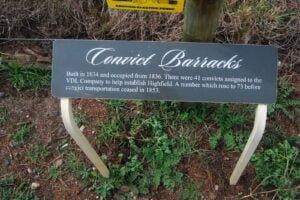 Convict Barracks
Built in 1834 and occupied from 1836. There were 41 convicts assigned to the
VDL Company to help establish Highfield. A number which rose to 73 before
convict transportation ceased in 1853.